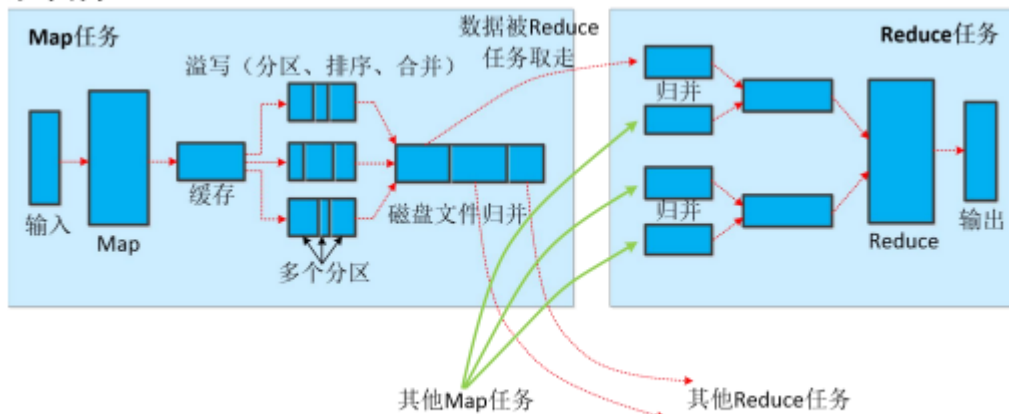 Map任务
溢写（分区、排序、合并）
输入
Map
缓存
多个分区
磁盘文件归并
数据被Reduce
任务取走
Reduce任务
归并
归并
Reduce
输出
其他Map任务
其他Reduce任务